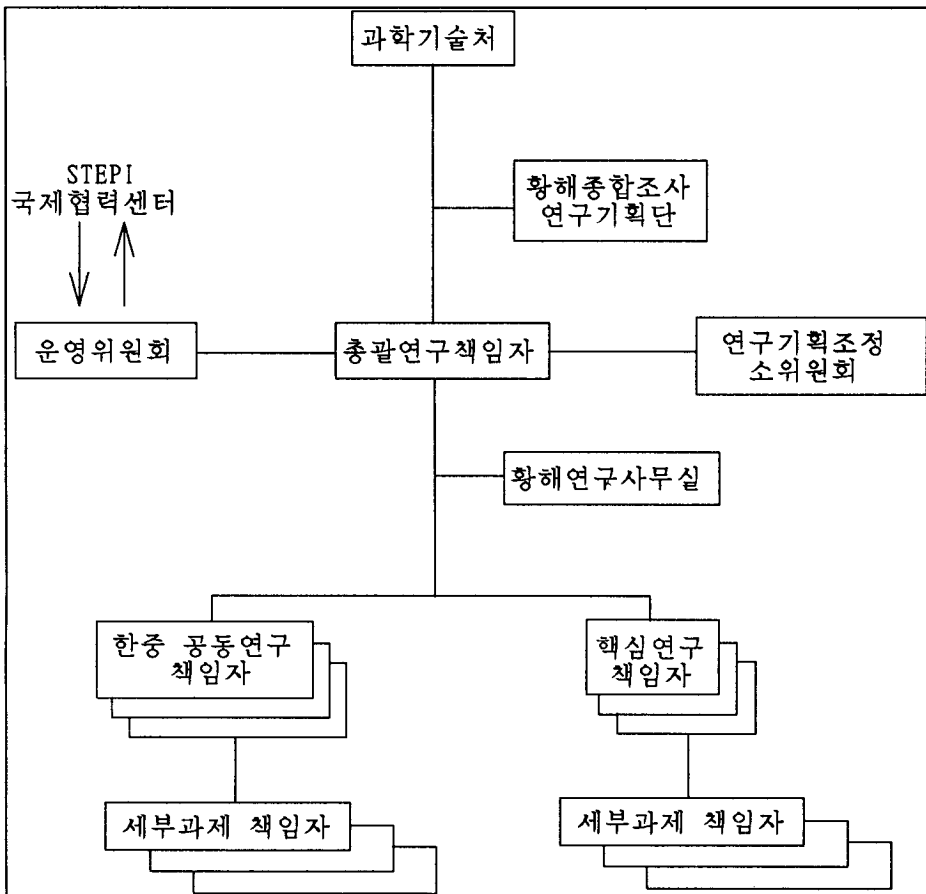 과학기술처
STEPI
국제협력센터
황해종합조사
연구기획단
운영위원회
총괄연구책임자
연구기획조정
소위원회
황해연구사무실
한중 공동연구
책임자
핵심연구
책임자
세부과제 책임자
세부과제 책임자